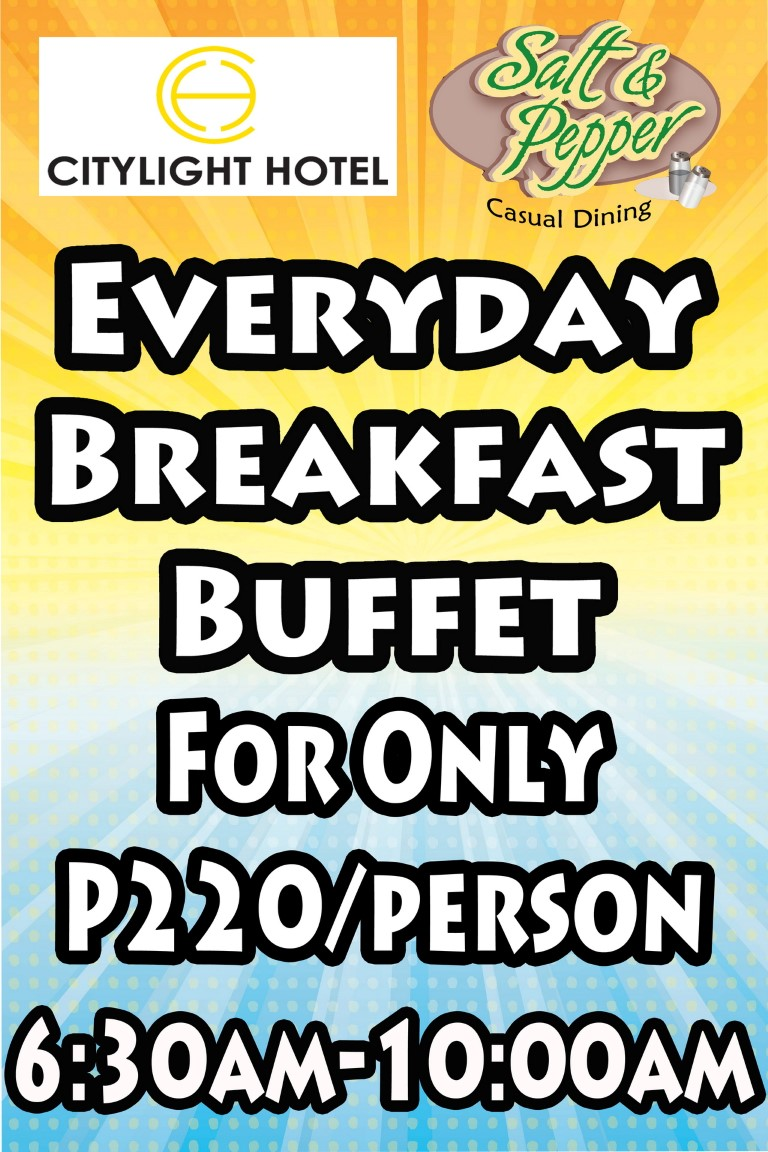 CITYLIGHT HOTEL
Salt &
Pepper
Casual Dining
EVERYDAY
BREAKFAST
BUFFET
FOR ONLY
P220/PERSON
6:30AM-10:00AM